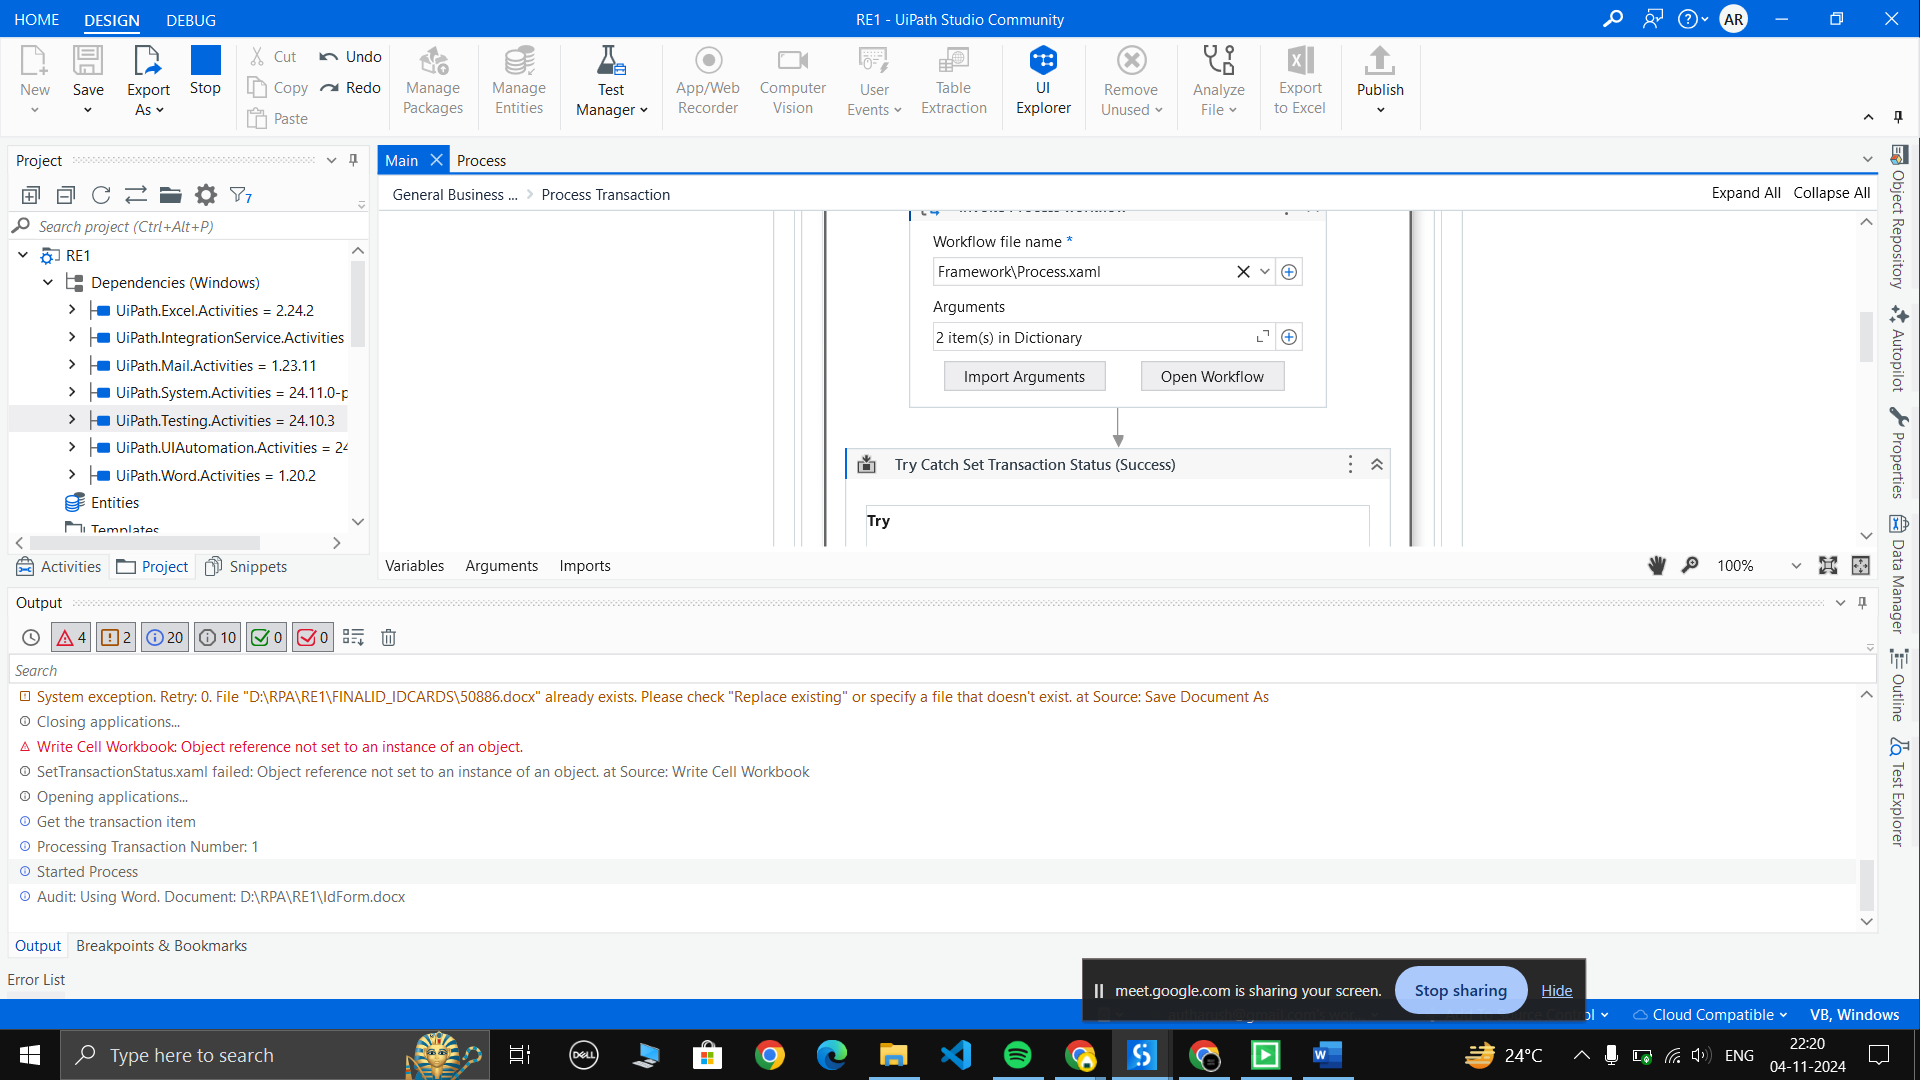 HOME DESIGN DEBUG RE1 - UiPath Studio Community AR
New Save Export As Stop Cut Copy Paste Undo Redo Manage Packages Manage Entities Test Manager App/Web Recorder Computer Vision User Events Table Extraction UI Explorer Remove Unused Analyze File Export to Excel Publish
Project
7
Search project (Ctrl+Alt+P)
RE1
Dependencies (Windows)
UiPath.Excel.Activities = 2.24.2
UiPath.IntegrationService.Activities
UiPath.Mail.Activities = 1.23.11
UiPath.System.Activities = 24.11.0-p
UiPath.Testing.Activities = 24.10.3
UiPath.UIAutomation.Activities = 24
UiPath.Word.Activities = 1.20.2
Entities
Templates
Activities Project Snippets
Main Process
General Business ... Process Transaction Expand All Collapse All
Workflow file name *
Framework\Process.xaml
Arguments
2 item(s) in Dictionary
Import Arguments Open Workflow
Try Catch Set Transaction Status (Success)
Try
Variables Arguments Imports 100%
Object Repository
Autopilot
Properties
Data Manager
Outline
Test Explorer
Output
4 2 20 10 0 0
Search
System exception. Retry: 0. File "D:\RPA\RE1\FINALID_IDCARDS\50886.docx" already exists. Please check "Replace existing" or specify a file that doesn't exist. at Source: Save Document As
Closing applications...
Write Cell Workbook: Object reference not set to an instance of an object.
SetTransactionStatus.xaml failed: Object reference not set to an instance of an object. at Source: Write Cell Workbook
Opening applications...
Get the transaction item
Processing Transaction Number: 1
Started Process
Audit: Using Word. Document: D:\RPA\RE1\IdForm.docx
Output Breakpoints & Bookmarks
Error List
meet.google.com is sharing your screen. Stop sharing Hide
Cloud Compatible VB, Windows
Type here to search DELL 24°C ENG 22:20
04-11-2024